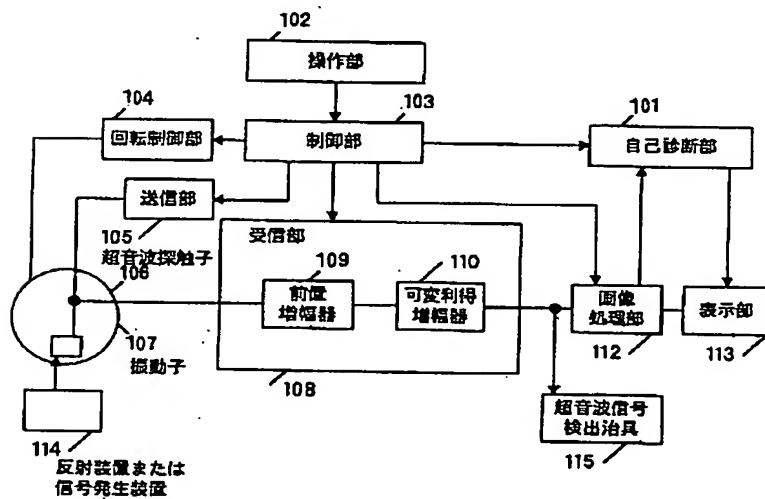 102
操作部
104
103
101
回転制御部
制御部
自己診断部
送信部
105
超音波探触子
受信部
106
109
110
前置
増幅器
可変利得
増幅器
画像
処理部
表示部
107
振動子
112
113
108
超音波信号
検出治具
114
115
反射装置または
信号発生装置